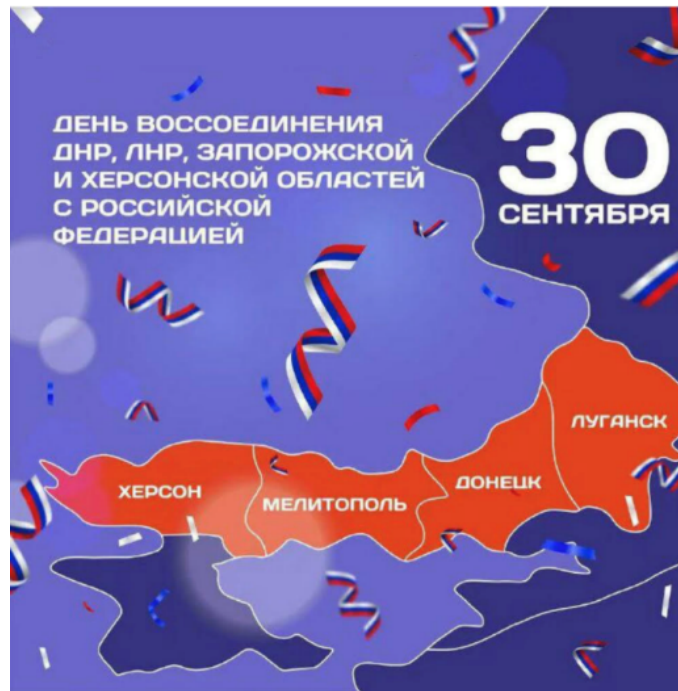 ДЕНЬ ВОССОЕДИНЕНИЯ
ДНР, ЛНР, ЗАПОРОЖСКОЙ
И ХЕРСОНСКОЙ ОБЛАСТЕЙ
С РОССИЙСКОЙ
ФЕДЕРАЦИЕЙ
30
СЕНТЯБРЯ
ЛУГАНСК
ДОНЕЦК
МЕЛИТОПОЛЬ
ХЕРСОН